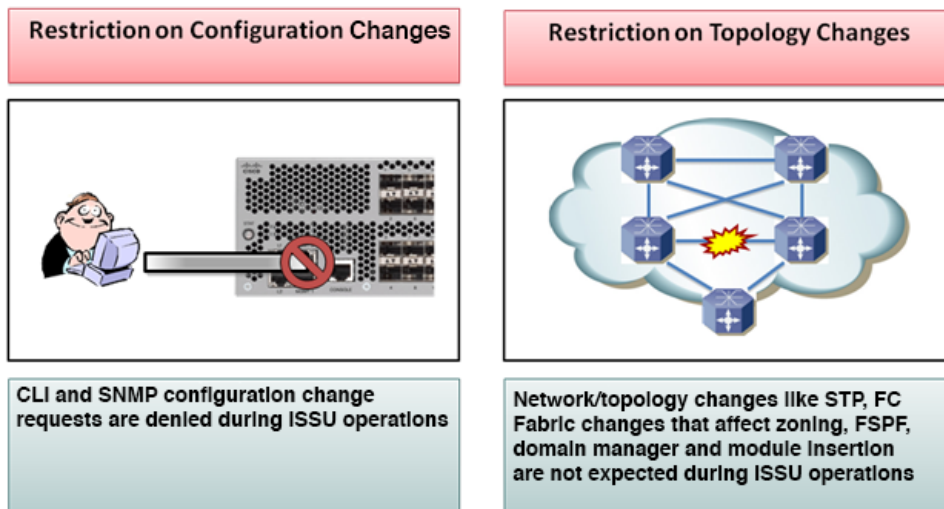 Restriction on Configuration Changes
Restriction on Topology Changes
CONSOLE
CLI and SNMP configuration change
requests are denied during ISSU operations
Network/topology changes like STP, FC
Fabric changes that affect zoning, FSPF,
domain manager and module insertion
are not expected during ISSU operations